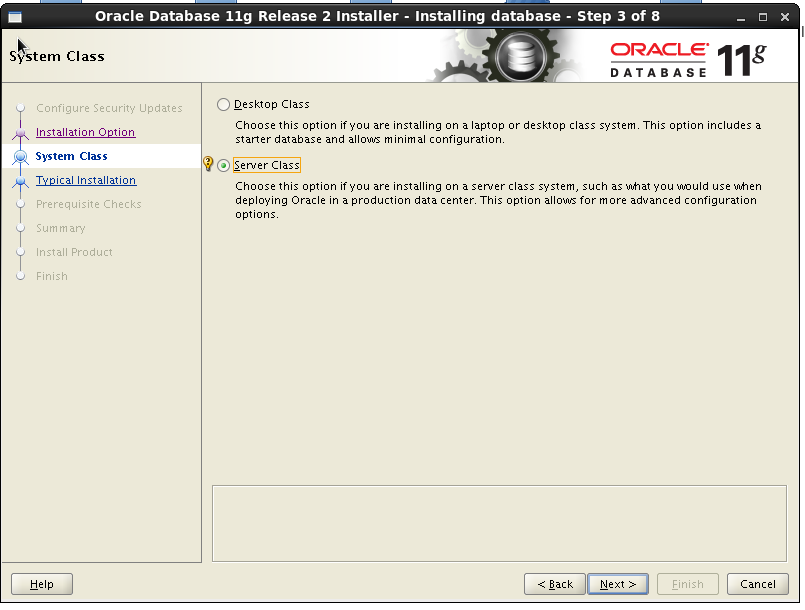 Oracle Database 11g Release 2 Installer - Installing database - Step 3 of 8
System Class
ORACLE
DATABASE
11g
Configure Security Updates
Installation Option
System Class
Typical Installation
Prerequisite Checks
Summary
Install Product
Finish
Desktop Class
Choose this option if you are installing on a laptop or desktop class system. This option includes a
starter database and allows minimal configuration.
Server Class
Choose this option if you are installing on a server class system, such as what you would use when
deploying Oracle in a production data center. This option allows for more advanced configuration
options.
Help
< Back
Next >
Finish
Cancel